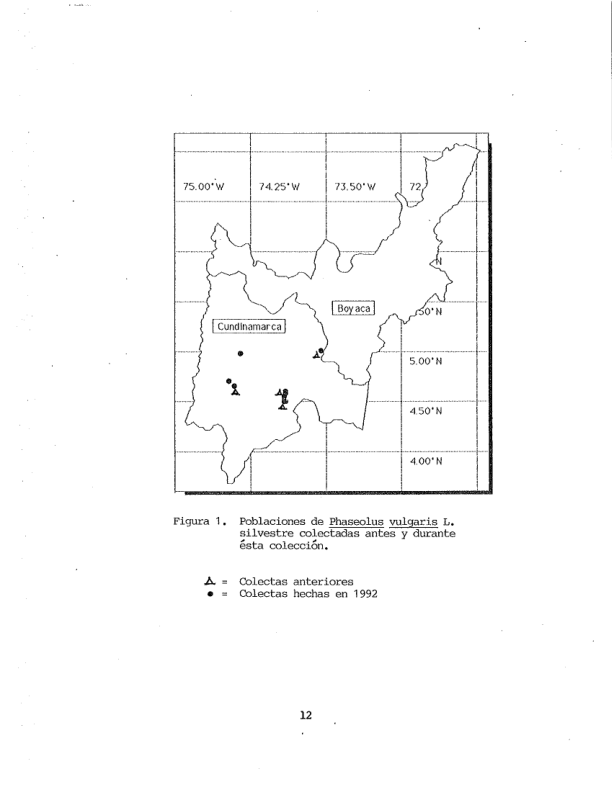 75.00°W 74.25°W 73.50°W 72
N
Boyaca
50°N
Cundinamarca
5.00°N
4.50°N
4.00°N
Figura 1. Poblaciones de Phaseolus vulgaris L.
silvestre colectadas antes y durante
ésta colección.
= Colectas anteriores
● = Colectas hechas en 1992
12